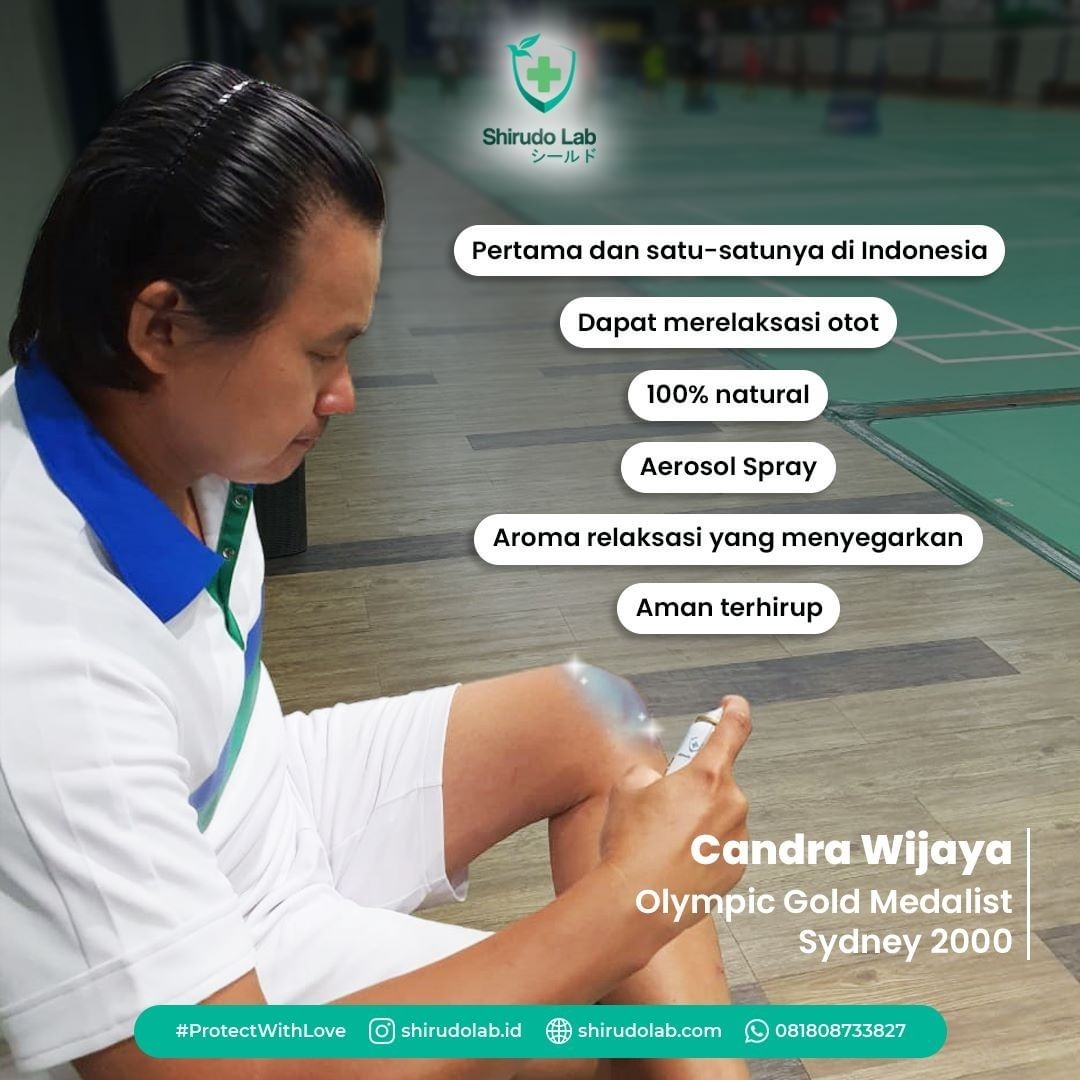 Shirudo Lab
シールド
Pertama dan satu-satunya di Indonesia
Dapat merelaksasi otot
100% natural
Aerosol Spray
Aroma relaksasi yang menyegarkan
Aman terhirup
Candra Wijaya
Olympic Gold Medalist
Sydney 2000
#ProtectWithLove shirudolab.id shirudolab.com 081808733827